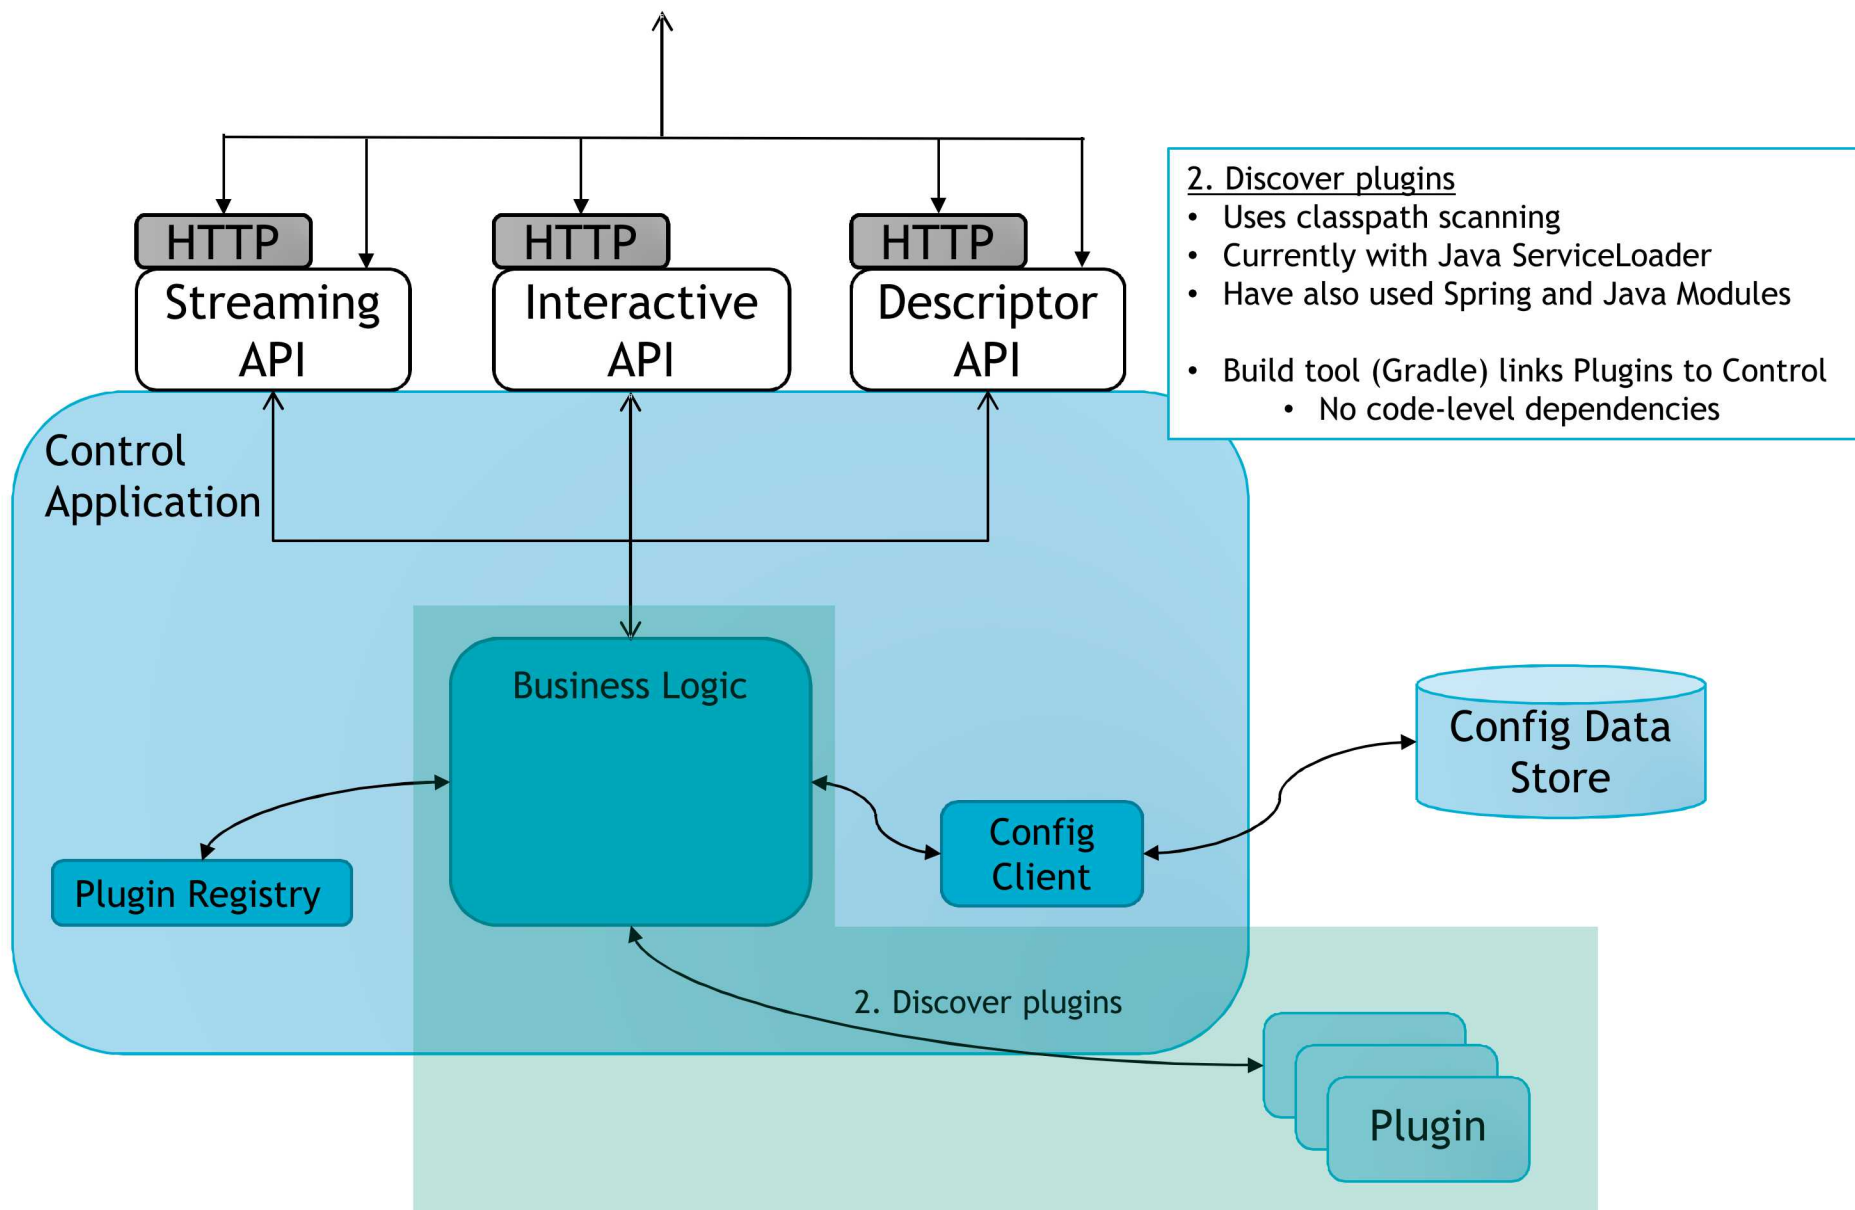 HTTP
HTTP
HTTP
Streaming
API
Interactive
API
Descriptor
API
2. Discover plugins
• Uses classpath scanning
• Currently with Java ServiceLoader
• Have also used Spring and Java Modules
• Build tool (Gradle) links Plugins to Control
• No code-level dependencies
Control
Application
Business Logic
Config Data
Store
Config
Client
Plugin Registry
2. Discover plugins
Plugin